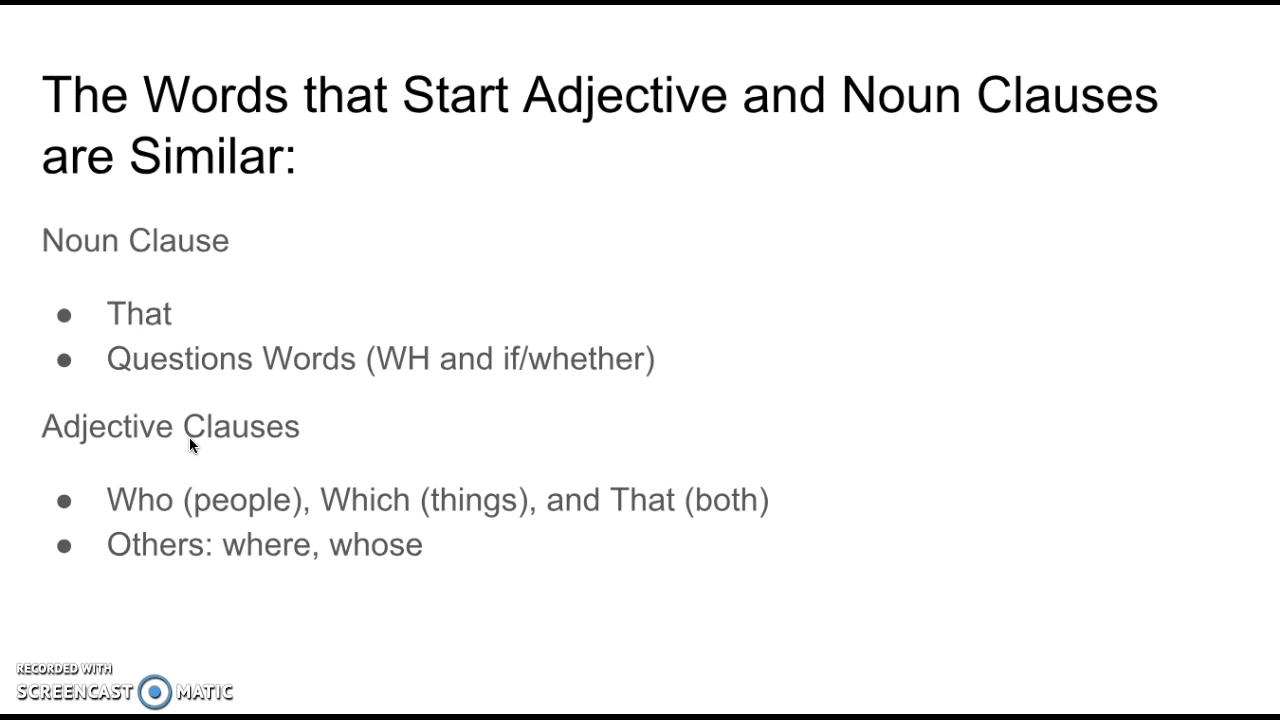 The Words that Start Adjective and Noun Clauses
are Similar:
Noun Clause
● That
● Questions Words (WH and if/whether)
Adjective Clauses
● Who (people), Which (things), and That (both)
● Others: where, whose
RECORDED WITH
SCREENCAST MATIC